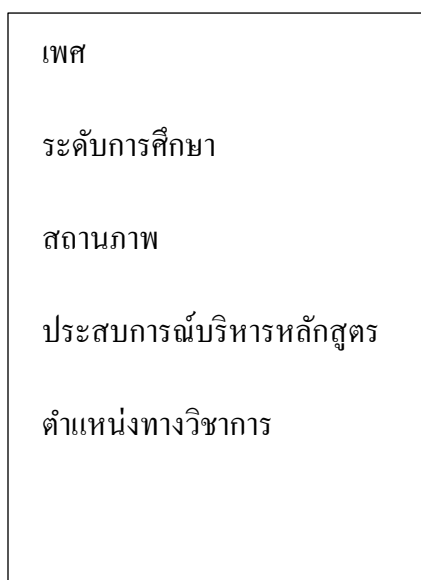 เพศ
ระดับการศึกษา
สถานภาพ
ประสบการณ์บริหารหลักสูตร
ตำแหน่งทางวิชาการ